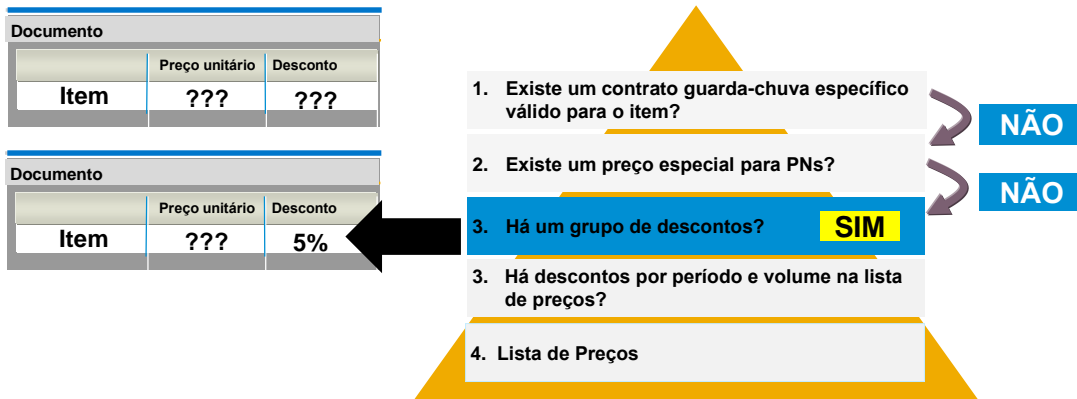 Documento
Preço unitário Desconto
Item ??? ???
Documento
Preço unitário Desconto
Item ??? 5%
1. Existe um contrato guarda-chuva específico
válido para o item?
NÃO
2. Existe um preço especial para PNs?
NÃO
3. Há um grupo de descontos? SIM
3. Há descontos por período e volume na lista
de preços?
4. Lista de Preços